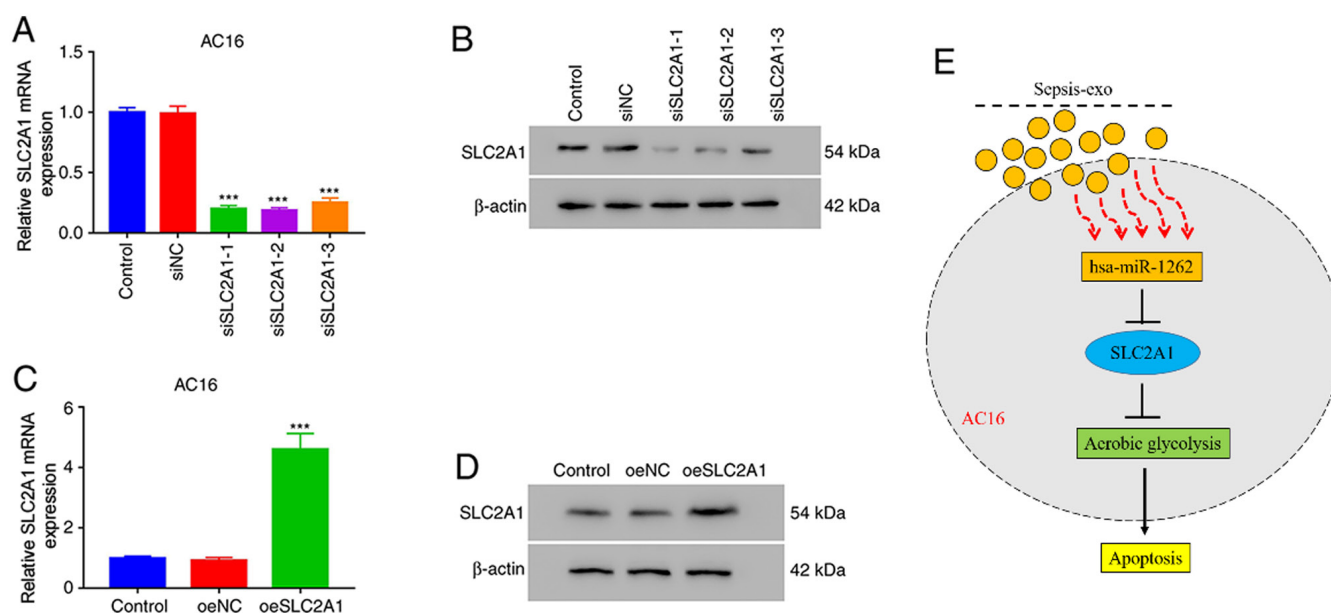 A
AC16
Relative SLC2A1 mRNA
expression
1.5
1.0
0.5
0.0
***
***
***
Control
siNC
siSLC2A1-1
siSLC2A1-2
siSLC2A1-3
B
Control
siNC
siSLC2A1-1
siSLC2A1-2
siSLC2A1-3
SLC2A1
54 kDa
β-actin
42 kDa
C
AC16
Relative SLC2A1 mRNA
expression
6
4
2
0
***
Control
oeNC
oeSLC2A1
D
Control
oeNC
oeSLC2A1
SLC2A1
54 kDa
β-actin
42 kDa
E
Sepsis-exo
hsa-miR-1262
SLC2A1
AC16
Aerobic glycolysis
Apoptosis